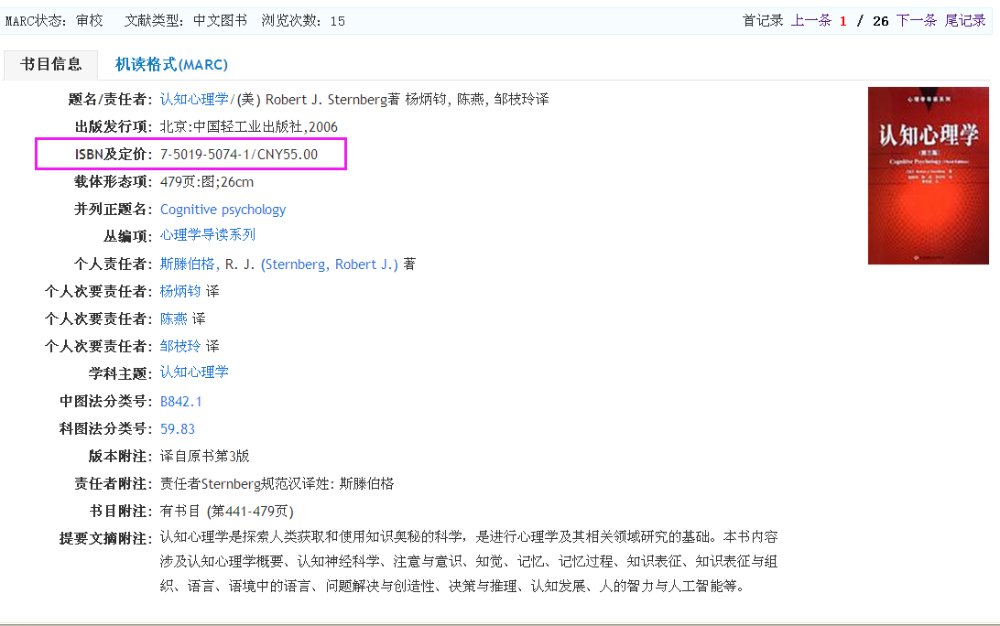 MARC状态: 审校 文献类型: 中文图书 浏览次数: 15 首记录 上一条 1 / 26 下一条 尾记录
书目信息 机读格式(MARC)
题名/责任者: 认知心理学/(美) Robert J. Sternberg著 杨炳钧, 陈燕, 邹枝玲译
出版发行项: 北京:中国轻工业出版社,2006
ISBN及定价: 7-5019-5074-1/CNY55.00
载体形态项: 479页:图;26cm
并列正题名: Cognitive psychology
丛编项: 心理学导读系列
个人责任者: 斯滕伯格, R. J. (Sternberg, Robert J.) 著
个人次要责任者: 杨炳钧 译
个人次要责任者: 陈燕 译
个人次要责任者: 邹枝玲 译
学科主题: 认知心理学
中图法分类号: B842.1
科图法分类号: 59.83
版本附注: 译自原书第3版
责任者附注: 责任者Sternberg规范汉译姓: 斯滕伯格
书目附注: 有书目 (第441-479页)
提要文摘附注: 认知心理学是探索人类获取和使用知识奥秘的科学，是进行心理学及其相关领域研究的基础。本书内容
涉及认知心理学概要、认知神经科学、注意与意识、知觉、记忆、记忆过程、知识表征、知识表征与组
织、语言、语境中的语言、问题解决与创造性、决策与推理、认知发展、人的智力与人工智能等。
心理学导读系列
认知心理学
(第三版)
Cognitive Psychology (Third Edition)